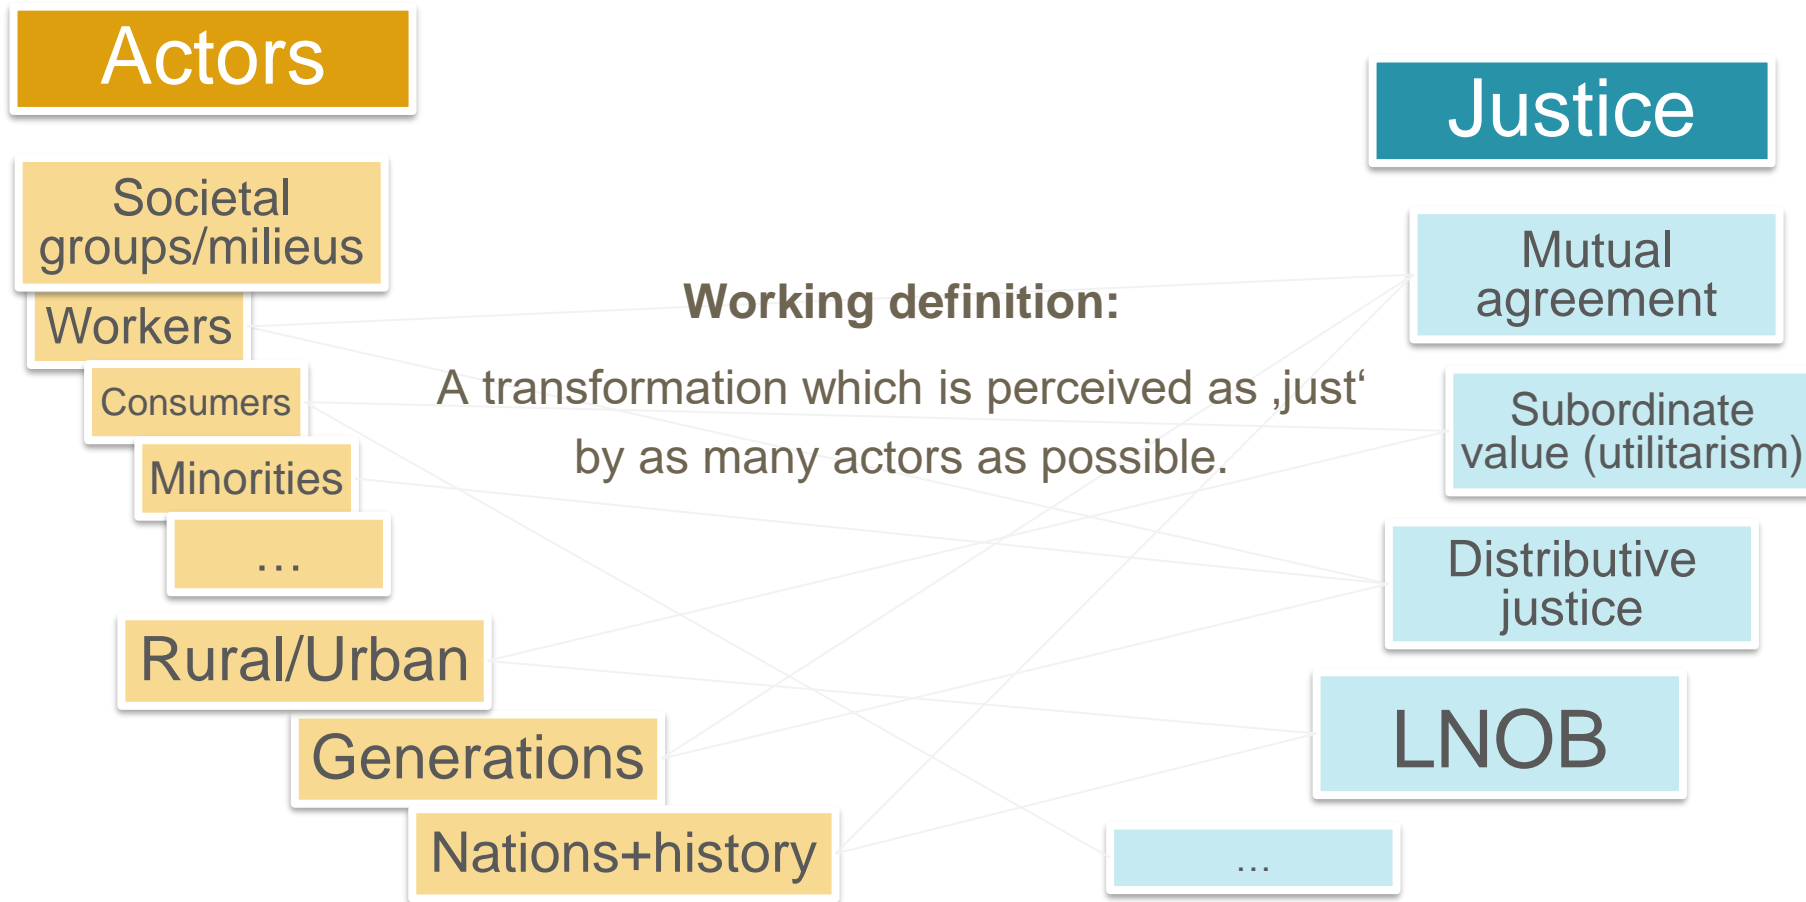 Actors
Societal
groups/milieus
Workers
Consumers
Minorities
…
Rural/Urban
Generations
Nations+history
Working definition:
A transformation which is perceived as ‚just‘
by as many actors as possible.
Justice
Mutual
agreement
Subordinate
value (utilitarism)
Distributive
justice
LNOB
…